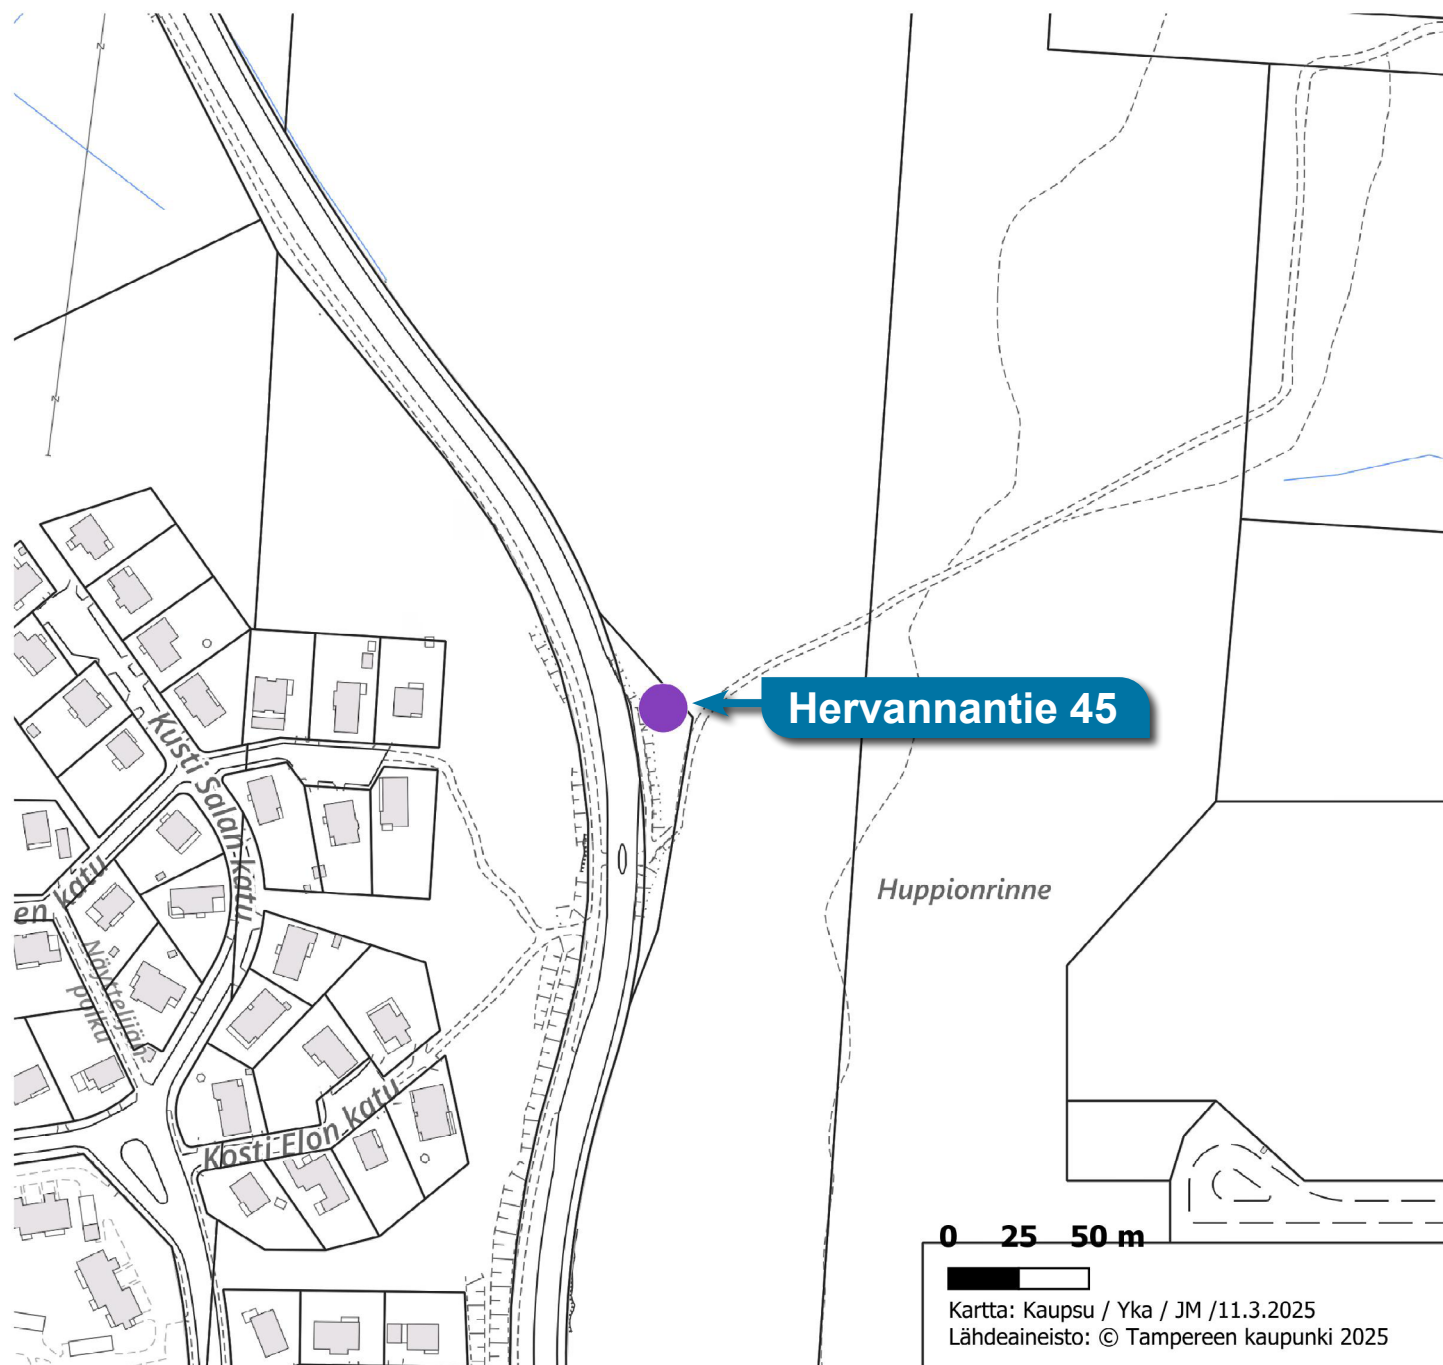 Hervannantie 45
Kusti Salan katu
en katu
Näyttelijän-
polku
Huppionrinne
Kosti Elon katu
0 25 50 m
Kartta: Kaupsu / Yka / JM /11.3.2025
Lähdeaineisto: © Tampereen kaupunki 2025